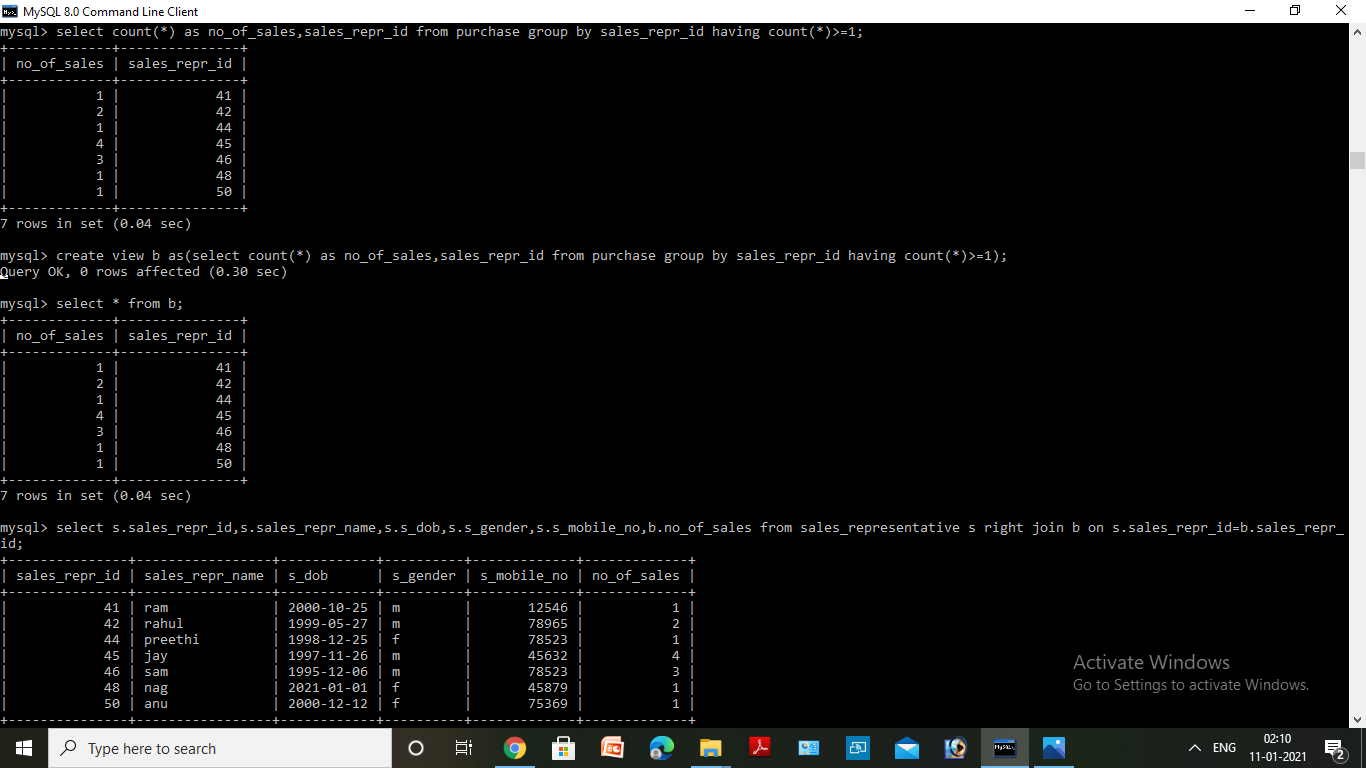 MySQL 8.0 Command Line Client
mysql> select count(*) as no_of_sales,sales_repr_id from purchase group by sales_repr_id having count(*)>=1;
+-------------+---------------+
| no_of_sales | sales_repr_id |
+-------------+---------------+
|           1 |            41 |
|           2 |            42 |
|           1 |            44 |
|           4 |            45 |
|           3 |            46 |
|           1 |            48 |
|           1 |            50 |
+-------------+---------------+
7 rows in set (0.04 sec)
mysql> create view b as(select count(*) as no_of_sales,sales_repr_id from purchase group by sales_repr_id having count(*)>=1);
Query OK, 0 rows affected (0.30 sec)
mysql> select * from b;
+-------------+---------------+
| no_of_sales | sales_repr_id |
+-------------+---------------+
|           1 |            41 |
|           2 |            42 |
|           1 |            44 |
|           4 |            45 |
|           3 |            46 |
|           1 |            48 |
|           1 |            50 |
+-------------+---------------+
7 rows in set (0.04 sec)
mysql> select s.sales_repr_id,s.sales_repr_name,s.s_dob,s.s_gender,s.s_mobile_no,b.no_of_sales from sales_representative s right join b on s.sales_repr_id=b.sales_repr_
id;
+---------------+-----------------+------------+----------+-------------+-------------+
| sales_repr_id | sales_repr_name | s_dob      | s_gender | s_mobile_no | no_of_sales |
+---------------+-----------------+------------+----------+-------------+-------------+
|            41 | ram             | 2000-10-25 | m        |       12546 |           1 |
|            42 | rahul           | 1999-05-27 | m        |       78965 |           2 |
|            44 | preethi         | 1998-12-25 | f        |       78523 |           1 |
|            45 | jay             | 1997-11-26 | m        |       45632 |           4 |
|            46 | sam             | 1995-12-06 | m        |       78523 |           3 |
|            48 | nag             | 2021-01-01 | f        |       45879 |           1 |
|            50 | anu             | 2000-12-12 | f        |       75369 |           1 |
+---------------+-----------------+------------+----------+-------------+-------------+
Activate Windows
Go to Settings to activate Windows.
Type here to search
ENG
02:10
11-01-2021
2